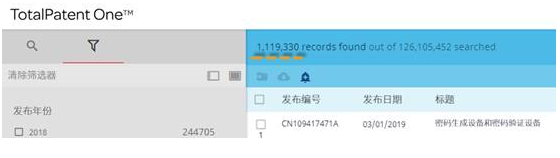 TotalPatent One™
1,119,330 records found out of 126,105,452 searched
清除筛选器
发布编号 发布日期 标题
发布年份
2018 244705
CN109417471A 03/01/2019 密码生成设备和密码验证设备
1